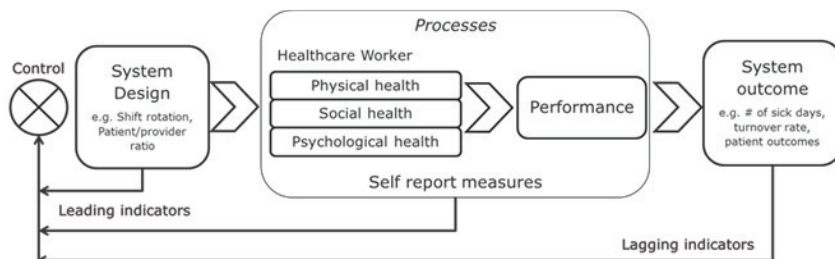 Processes
Control
System
Design
e.g. Shift rotation,
Patient/provider
ratio
Healthcare Worker
Physical health
Social health
Psychological health
Performance
Self report measures
System
outcome
e.g. # of sick days,
turnover rate,
patient outcomes
Leading indicators
Lagging indicators